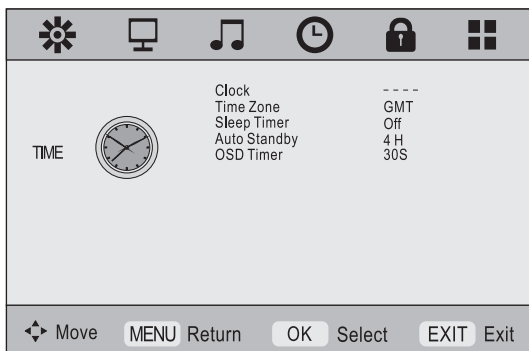 Clock - - - -
Time Zone GMT
Sleep Timer Off
Auto Standby 4 H
OSD Timer 30S
TIME
Move MENU Return OK Select EXIT Exit